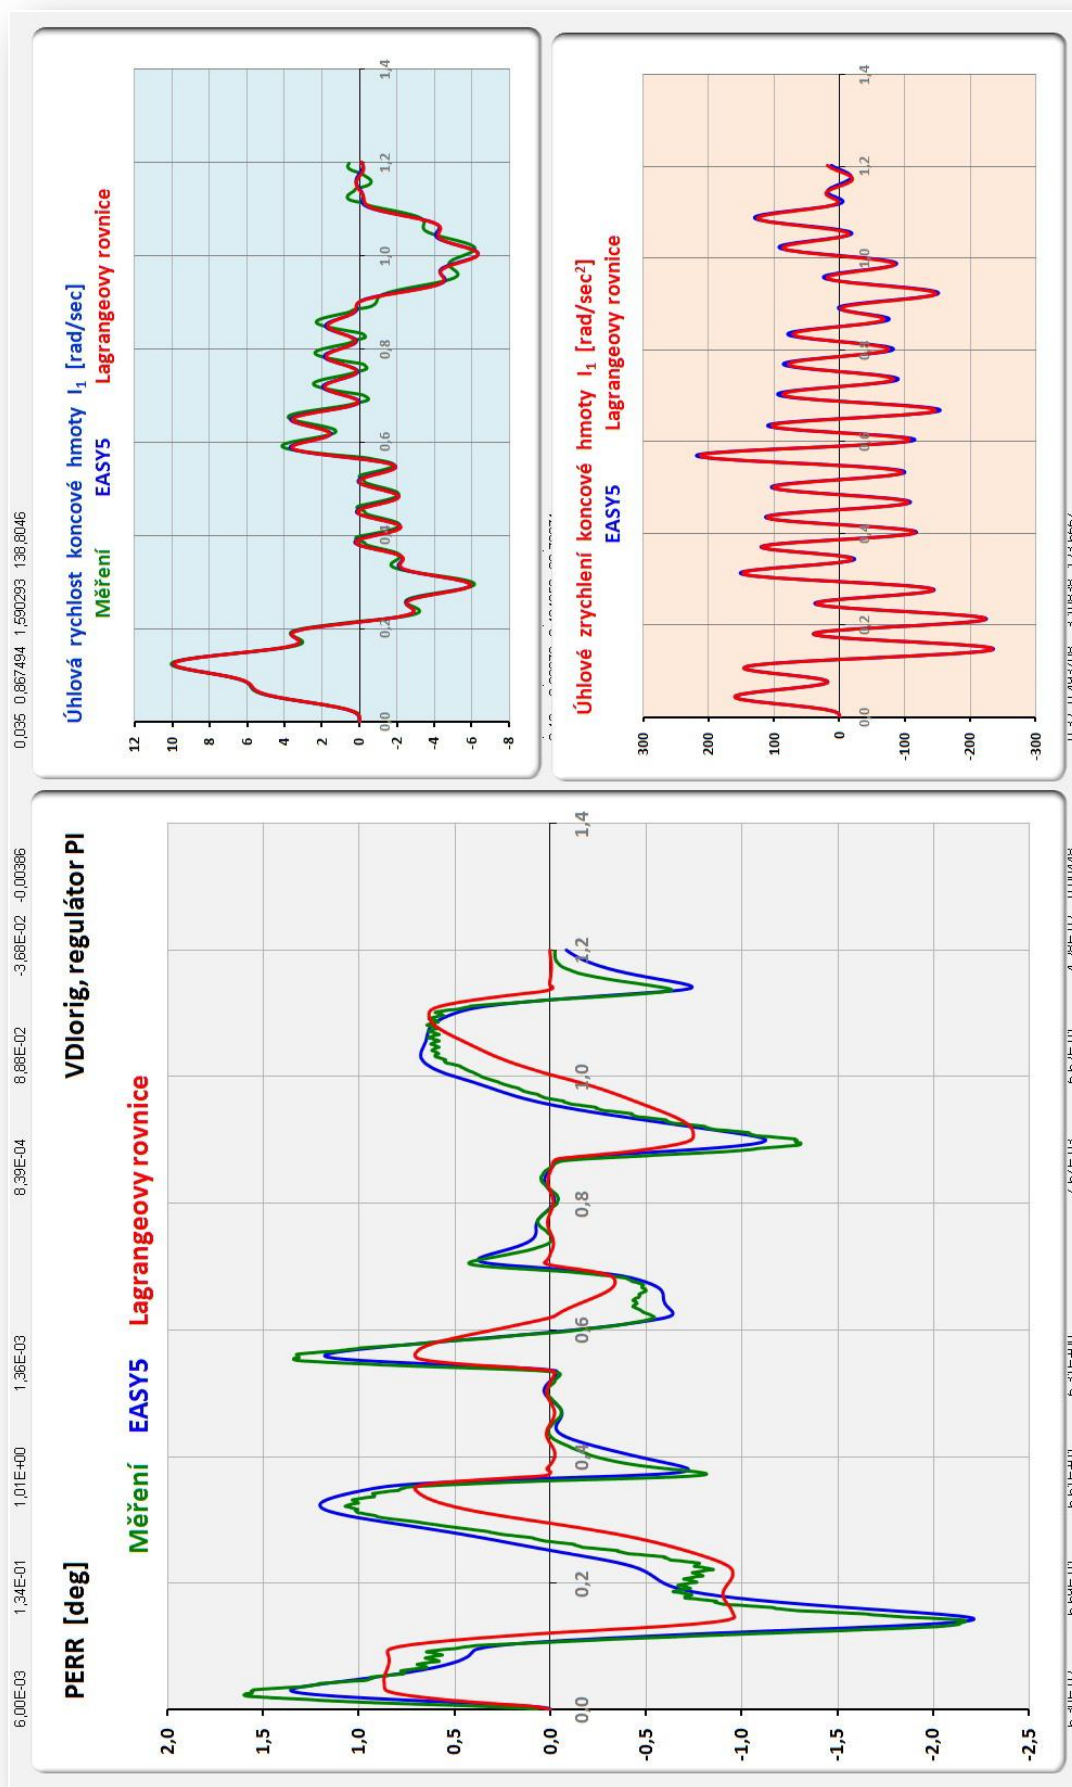 6,00E-03 1,34E-01 1,01E+00 1,36E-03 8,39E-04 8,88E-02 -3,68E-02 -0,00386 0,035 0,867494 1,590293 138,8046
PERR [deg] VDIorig, regulátor PI
Měření EASY5 Lagrangeovy rovnice
2,0
1,5
1,0
0,5
0,0
-0,5
-1,0
-1,5
-2,0
-2,5
0,0 0,2 0,4 0,6 0,8 1,0 1,2 1,4
Úhlová rychlost koncové hmoty I1 [rad/sec]
Měření EASY5 Lagrangeovy rovnice
12
10
8
6
4
2
0
-2
-4
-6
-8
0,0 0,2 0,4 0,6 0,8 1,0 1,2 1,4
Úhlové zrychlení koncové hmoty I1 [rad/sec²]
EASY5 Lagrangeovy rovnice
300
200
100
0
-100
-200
-300
0,0 0,2 0,4 0,6 0,8 1,0 1,2 1,4